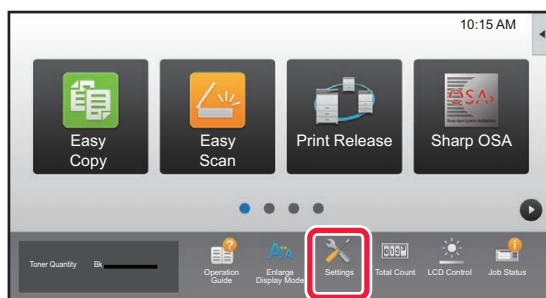 10:15 AM
Easy
Copy
Easy
Scan
Print Release
OSA
Sharp OSA
Toner Quantity
Bk
Operation
Guide
Enlarge
Display Mode
Settings
Total Count
LCD Control
Job Status